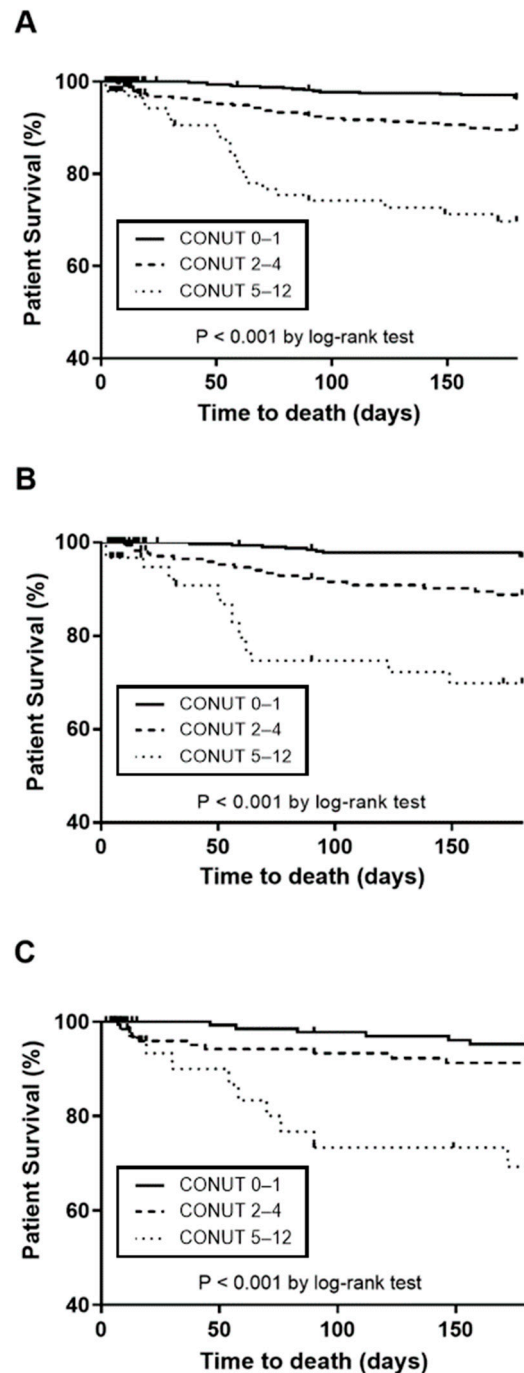 A
Patient Survival (%)
100
80
60
40
CONUT 0–1
CONUT 2–4
CONUT 5–12
P < 0.001 by log-rank test
0 50 100 150
Time to death (days)
B
Patient Survival (%)
100
80
60
40
CONUT 0–1
CONUT 2–4
CONUT 5–12
P < 0.001 by log-rank test
0 50 100 150
Time to death (days)
C
Patient Survival (%)
100
80
60
40
CONUT 0–1
CONUT 2–4
CONUT 5–12
P < 0.001 by log-rank test
0 50 100 150
Time to death (days)